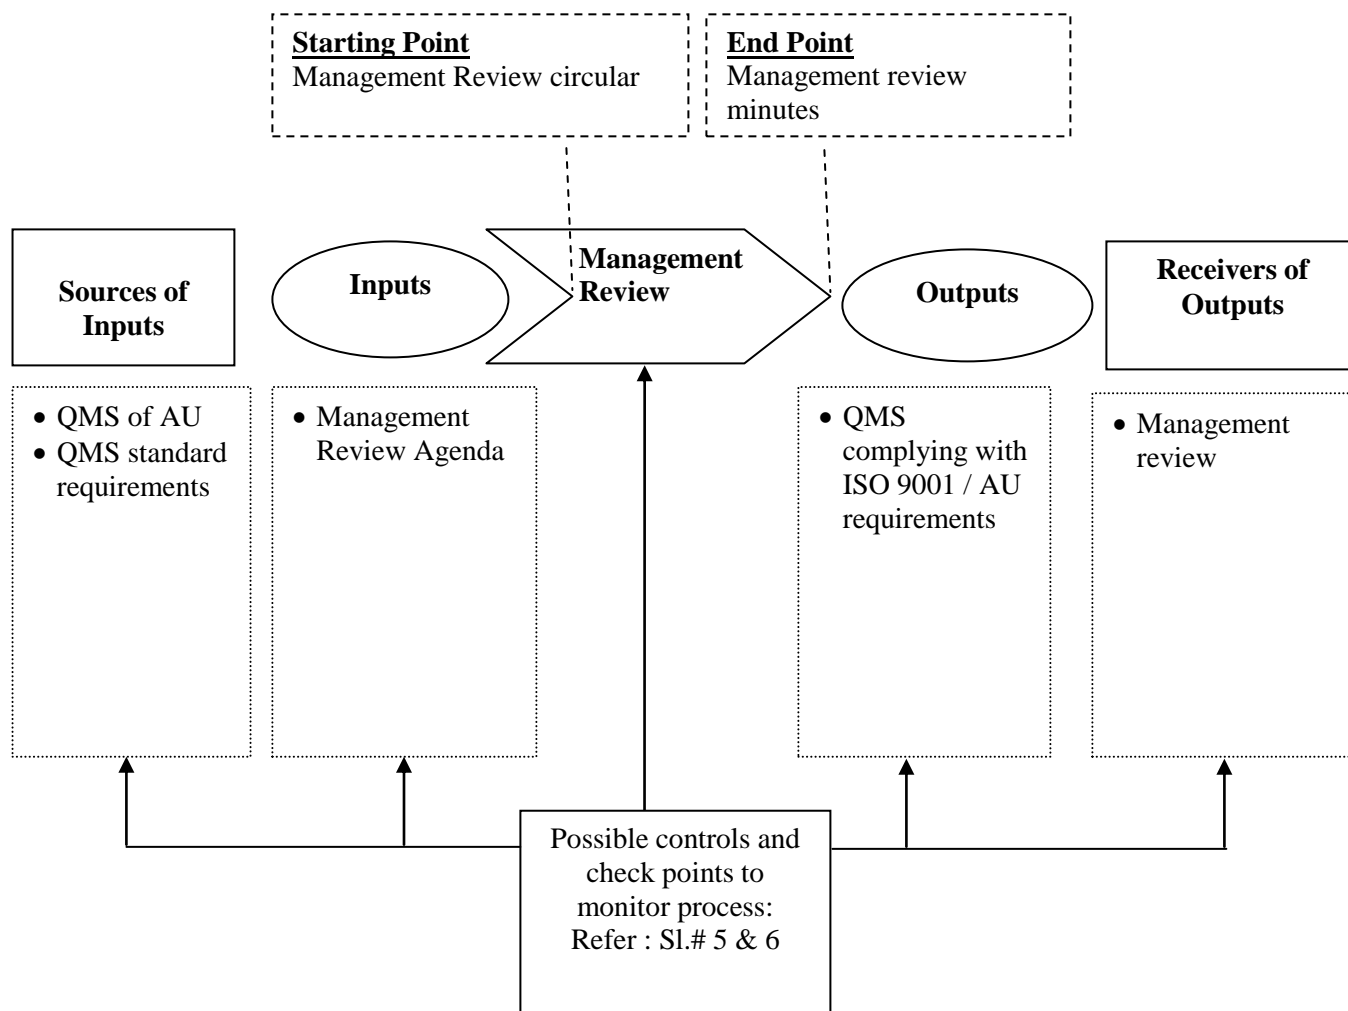 Starting Point
Management Review circular
End Point
Management review
minutes
Sources of
Inputs
Inputs
Management
Review
Outputs
Receivers of
Outputs
• QMS of AU
• QMS standard
requirements
• Management
Review Agenda
• QMS
complying with
ISO 9001 / AU
requirements
• Management
review
Possible controls and
check points to
monitor process:
Refer : Sl.# 5 & 6